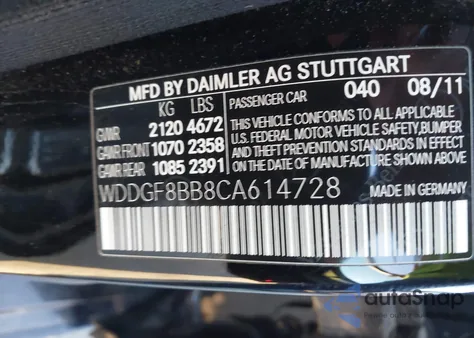 MFD BY DAIMLER AG STUTTGART
KG LBS PASSENGER CAR 040 08/11
GVWR 2120 4672 THIS VEHICLE CONFORMS TO ALL APPLICABLE
GAWR FRONT 1070 2358 U.S. FEDERAL MOTOR VEHICLE SAFETY, BUMPER
GAWR REAR 1085 2391 AND THEFT PREVENTION STANDARDS IN EFFECT
ON THE DATE OF MANUFACTURE SHOWN ABOVE
WDDGF8BB8CA614728 MADE IN GERMANY
autoSnap